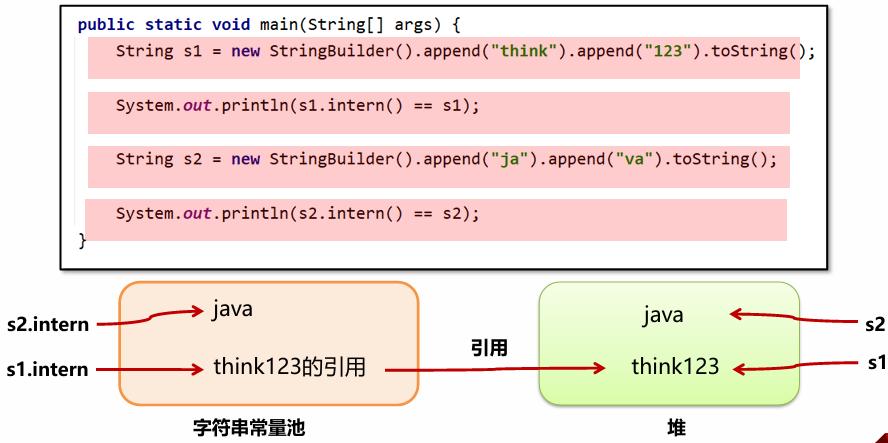 public static void main(String[] args) {
String s1 = new StringBuilder().append("think").append("123").toString();
System.out.println(s1.intern() == s1);
String s2 = new StringBuilder().append("ja").append("va").toString();
System.out.println(s2.intern() == s2);
}
java
java
s2.intern
s2
引用
s1.intern
think123的引用
think123
s1
字符串常量池
堆